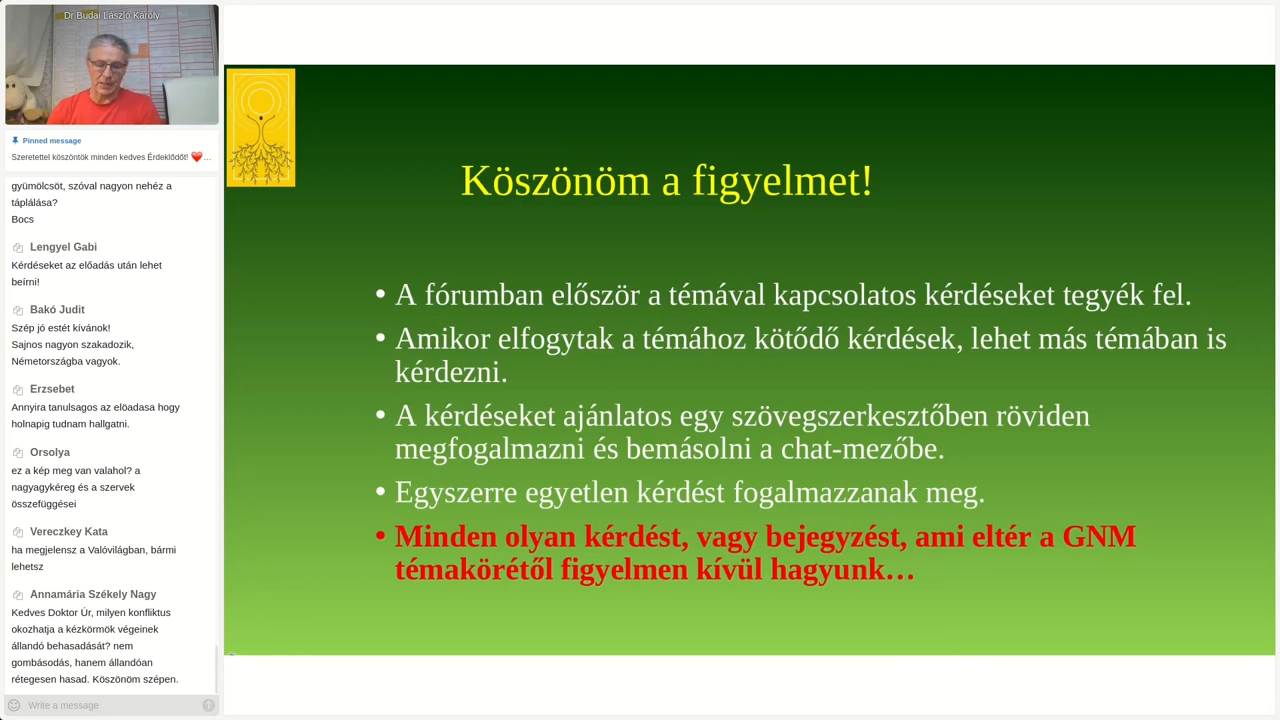 Dr Budai László Károly
Pinned message
Szeretettel köszöntök minden kedves Érdeklődőt! ❤️…
gyümölcsöt, szóval nagyon nehéz a
táplálása?
Bocs
Lengyel Gabi
Kérdéseket az előadás után lehet
beírni!
Bakó Judit
Szép jó estét kívánok!
Sajnos nagyon szakadozik,
Németországba vagyok.
Erzsebet
Annyira tanulsagos az elöadasa hogy
holnapig tudnam hallgatni.
Orsolya
ez a kép meg van valahol? a
nagyagykéreg és a szervek
összefüggései
Vereczkey Kata
ha megjelensz a Valóvilágban, bármi
lehetsz
Annamária Székely Nagy
Kedves Doktor Úr, milyen konfliktus
okozhatja a kézkörmök végeinek
állandó behasadását? nem
gombásodás, hanem állandóan
rétegesen hasad. Köszönöm szépen.
Write a message
Köszönöm a figyelmet!
• A fórumban először a témával kapcsolatos kérdéseket tegyék fel.
• Amikor elfogytak a témához kötődő kérdések, lehet más témában is
kérdezni.
• A kérdéseket ajánlatos egy szövegszerkesztőben röviden
megfogalmazni és bemásolni a chat-mezőbe.
• Egyszerre egyetlen kérdést fogalmazzanak meg.
• Minden olyan kérdést, vagy bejegyzést, ami eltér a GNM
témakörétől figyelmen kívül hagyunk…